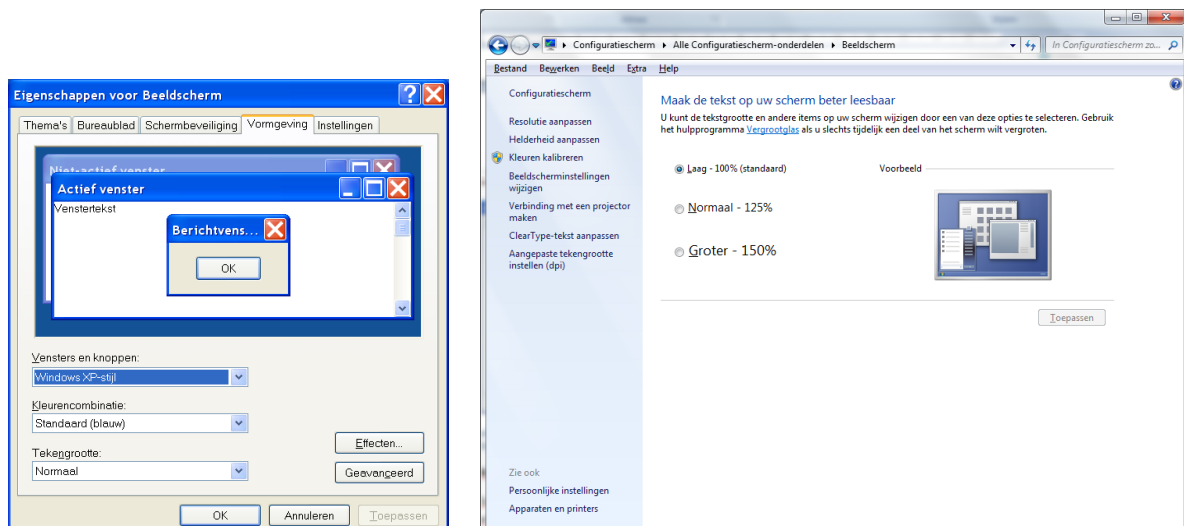 Eigenschappen voor Beeldscherm
Thema's Bureaublad Schermbeveiliging Vormgeving Instellingen
Niet-actief venster
Actief venster
Venstertekst
Berichtvens...
OK
Vensters en knoppen:
Windows XP-stijl
Kleurencombinatie:
Standaard (blauw)
Effecten...
Tekengrootte:
Normaal
Geavanceerd
OK Annuleren Toepassen
Configuratiescherm Alle Configuratiescherm-onderdelen Beeldscherm
In Configuratiescherm zo...
Bestand Bewerken Beeld Extra Help
Configuratiescherm
Resolutie aanpassen
Helderheid aanpassen
Kleuren kalibreren
Beeldscherminstellingen
wijzigen
Verbinding met een projector
maken
ClearType-tekst aanpassen
Aangepaste tekengrootte
instellen (dpi)
Zie ook
Persoonlijke instellingen
Apparaten en printers
Maak de tekst op uw scherm beter leesbaar
U kunt de tekstgrootte en andere items op uw scherm wijzigen door een van deze opties te selecteren. Gebruik
het hulpprogramma Vergrootglas als u slechts tijdelijk een deel van het scherm wilt vergroten.
Laag - 100% (standaard)
Voorbeeld
Normaal - 125%
Groter - 150%
Toepassen